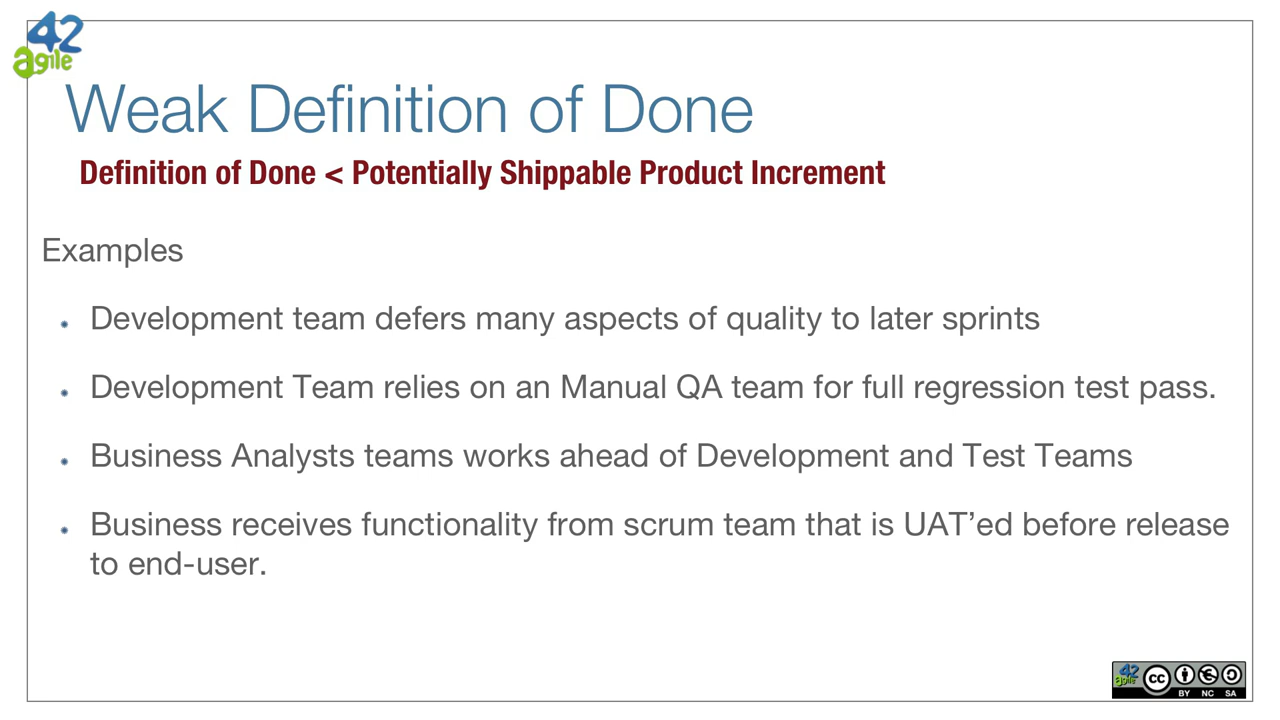 42
agile
Weak Definition of Done
Definition of Done < Potentially Shippable Product Increment
Examples
Development team defers many aspects of quality to later sprints
Development Team relies on an Manual QA team for full regression test pass.
Business Analysts teams works ahead of Development and Test Teams
Business receives functionality from scrum team that is UAT’ed before release
to end-user.
42
agile
cc
BY NC SA